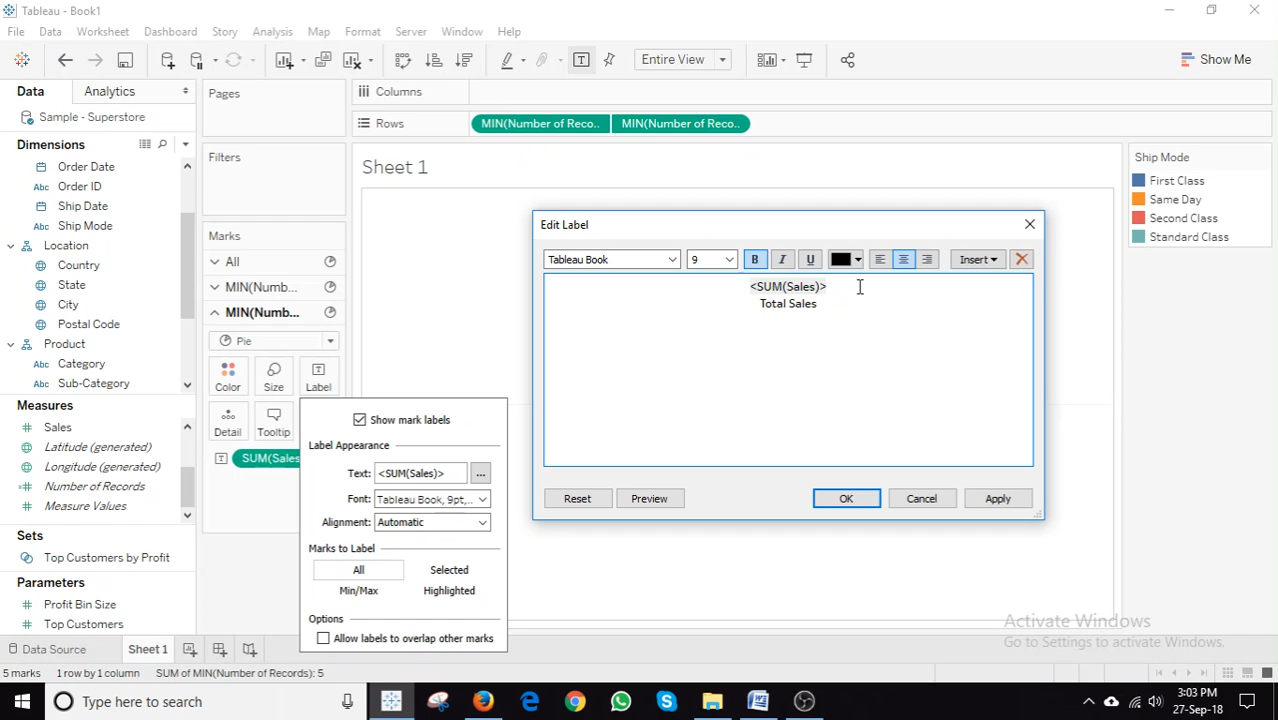 Tableau - Book1
File Data Worksheet Dashboard Story Analysis Map Format Server Window Help
Entire View
Show Me
Data Analytics
Sample - Superstore
Dimensions
Order Date
Abc Order ID
Ship Date
Abc Ship Mode
Location
Country
State
City
Postal Code
Product
Abc Category
Abc Sub-Category
Measures
Sales
Latitude (generated)
Longitude (generated)
Number of Records
Measure Values
Sets
Top Customers by Profit
Parameters
Profit Bin Size
Top Customers
Pages
Filters
Marks
All
MIN(Numb...
MIN(Numb...
Pie
Color Size Label
Detail Tooltip
SUM(Sales
Columns
Rows MIN(Number of Reco.. MIN(Number of Reco..
Sheet 1
Ship Mode
First Class
Same Day
Second Class
Standard Class
Show mark labels
Label Appearance
Text: <SUM(Sales)> ...
Font: Tableau Book, 9pt,...
Alignment: Automatic
Marks to Label
All Selected
Min/Max Highlighted
Options
Allow labels to overlap other marks
Edit Label
Tableau Book 9 B I U Insert
<SUM(Sales)>
Total Sales
Reset Preview OK Cancel Apply
Activate Windows
Go to Settings to activate Windows.
Data Source Sheet 1
5 marks 1 row by 1 column SUM of MIN(Number of Records): 5
Type here to search
3:03 PM
27-Sep-18